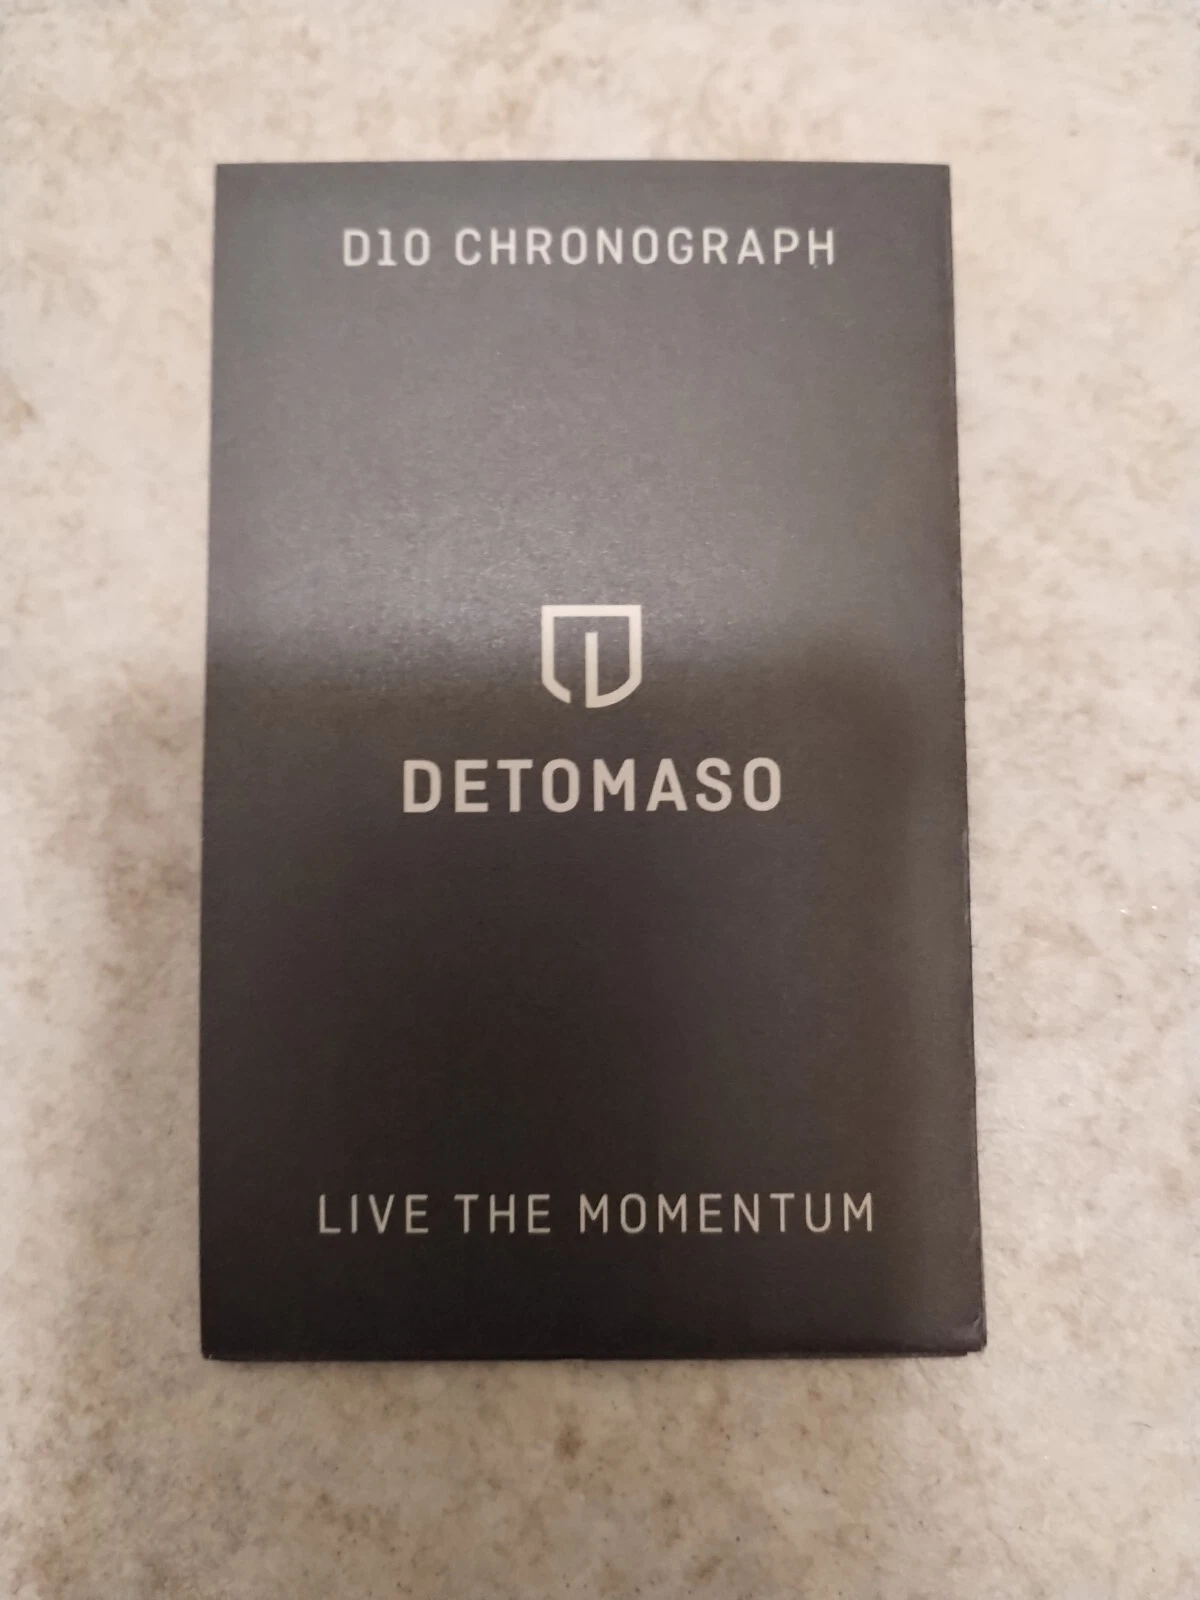 D10 CHRONOGRAPH
DETOMASO
LIVE THE MOMENTUM